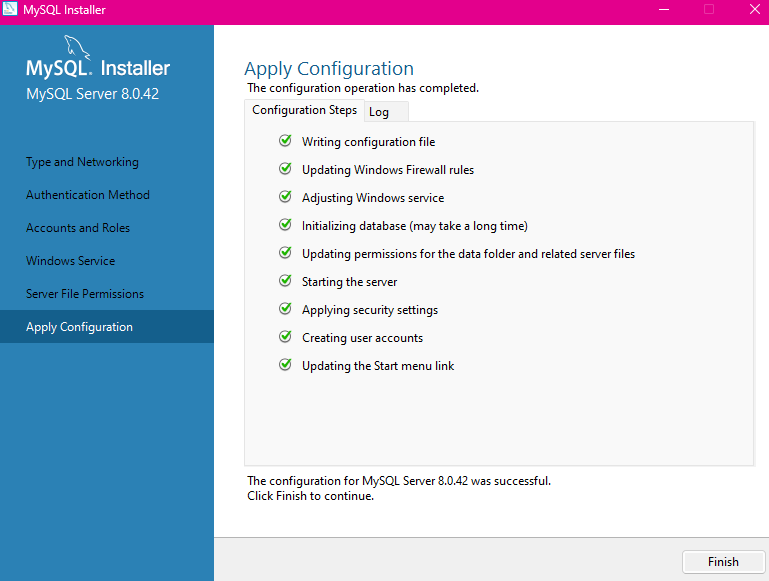 MySQL Installer
MySQL. Installer
MySQL Server 8.0.42
Type and Networking
Authentication Method
Accounts and Roles
Windows Service
Server File Permissions
Apply Configuration
Apply Configuration
The configuration operation has completed.
Configuration Steps Log
Writing configuration file
Updating Windows Firewall rules
Adjusting Windows service
Initializing database (may take a long time)
Updating permissions for the data folder and related server files
Starting the server
Applying security settings
Creating user accounts
Updating the Start menu link
The configuration for MySQL Server 8.0.42 was successful.
Click Finish to continue.
Finish